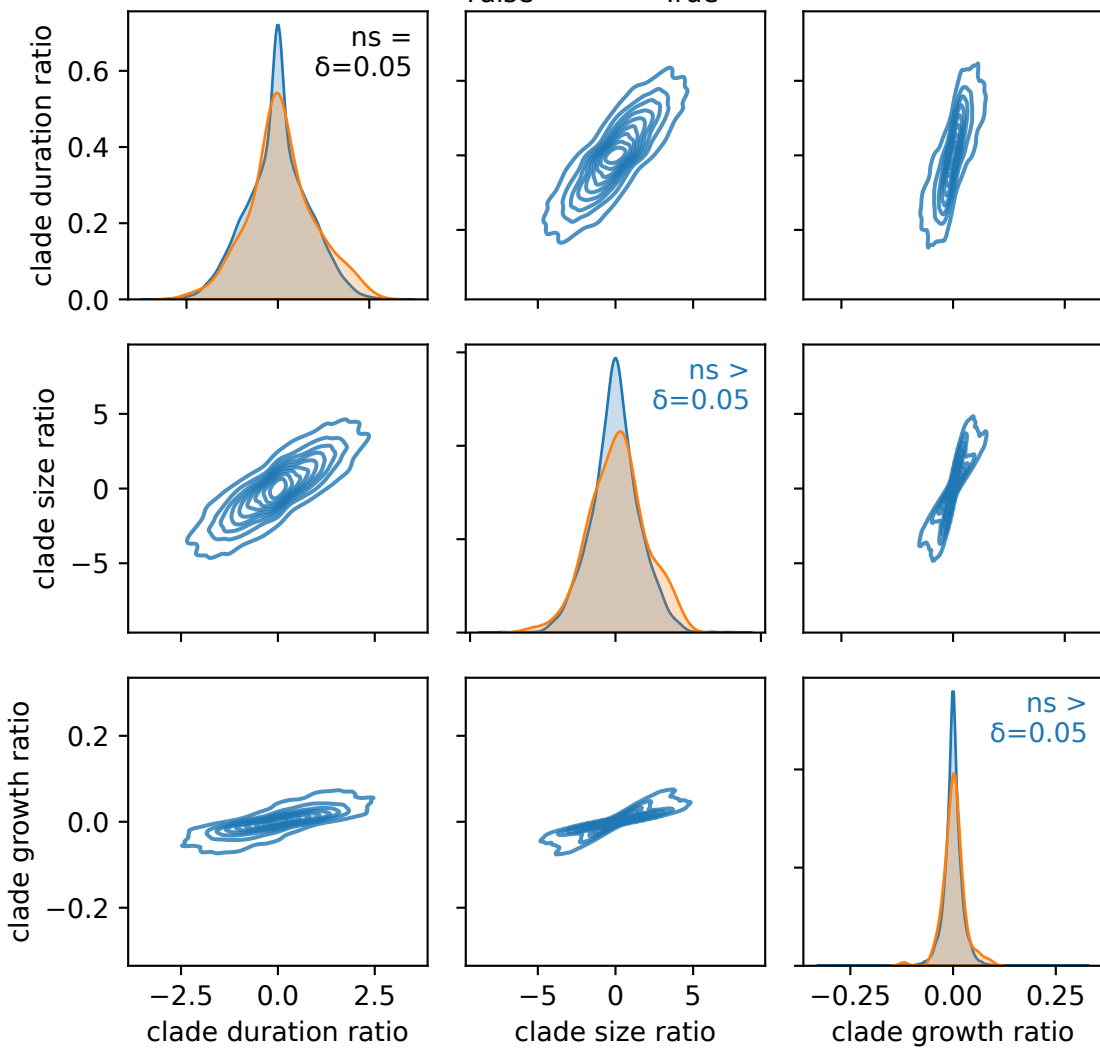 True
ns =
δ=0.05
clade duration ratio
0.6
0.4
0.2
0.0
ns >
δ=0.05
clade size ratio
5
0
−5
ns >
δ=0.05
clade growth ratio
0.2
0.0
−0.2
−2.5 0.0 2.5 −5 0 5 −0.25 0.00 0.25
clade duration ratio clade size ratio clade growth ratio